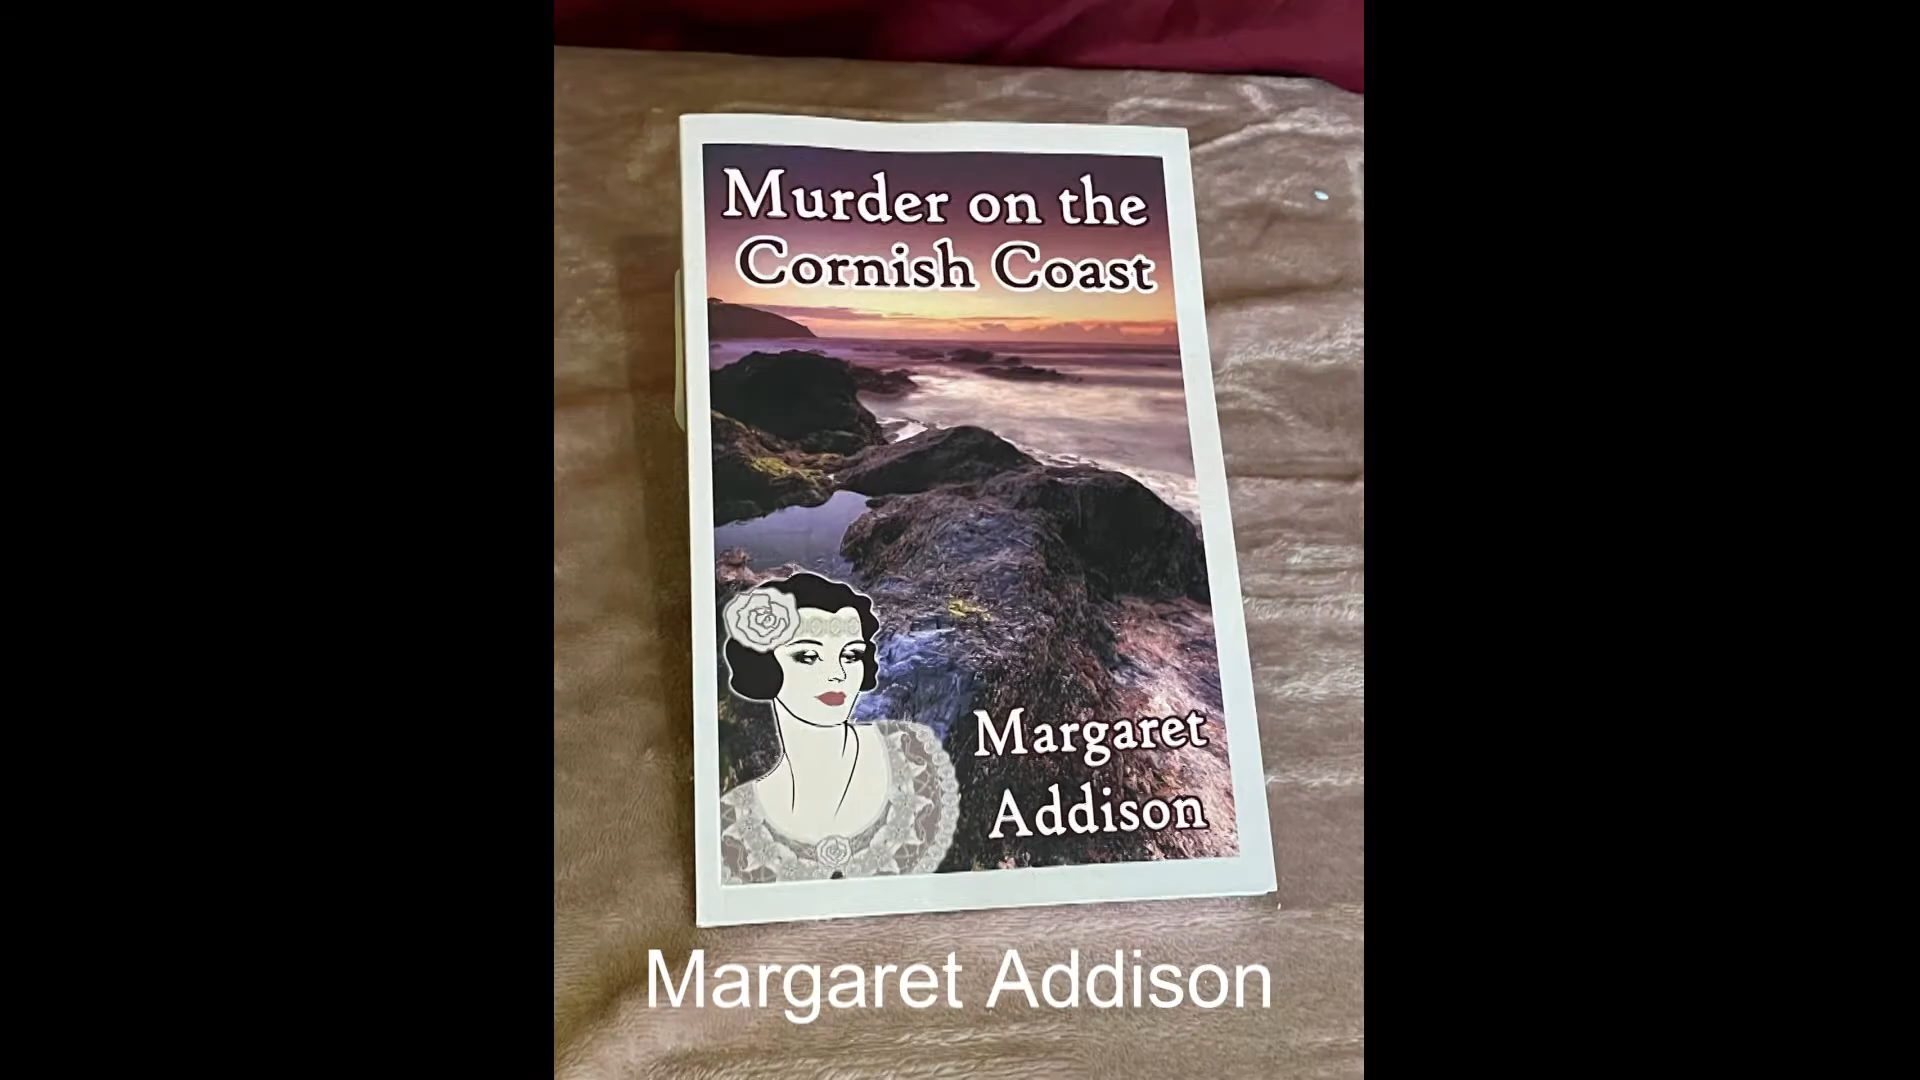 Murder on the
Cornish Coast
Margaret
Addison
Margaret Addison